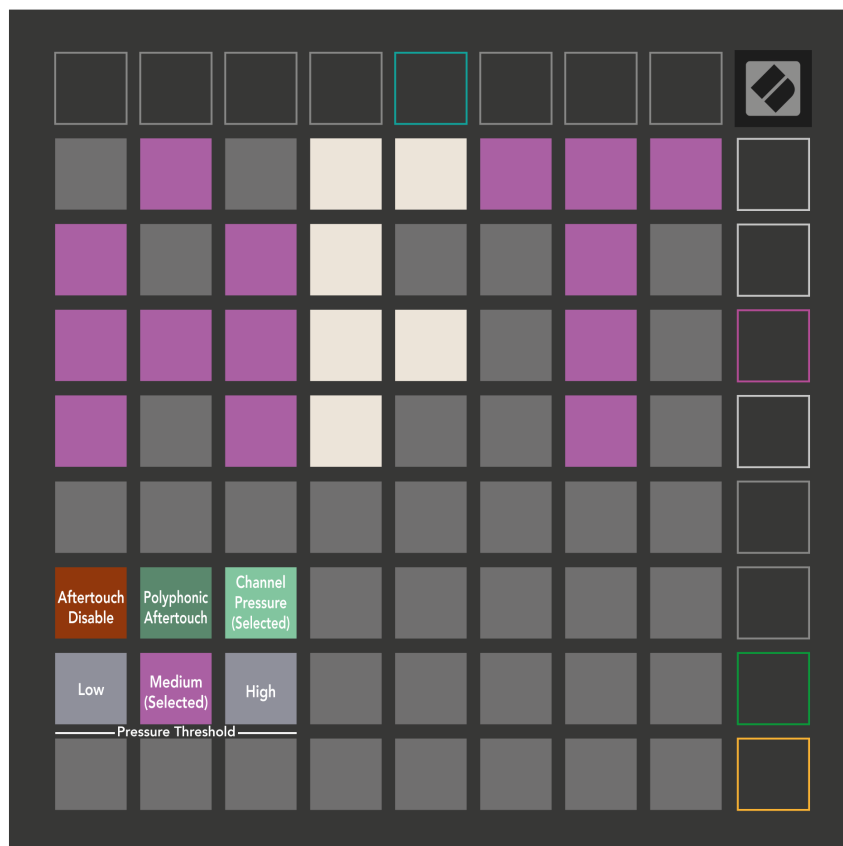 Aftertouch
Disable
Polyphonic
Aftertouch
Channel
Pressure
(Selected)
Low
Medium
(Selected)
High
Pressure Threshold